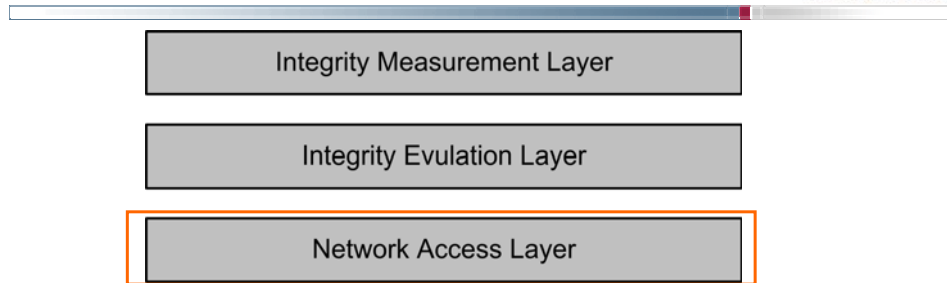 Integrity Measurement Layer
Integrity Evulation Layer
Network Access Layer